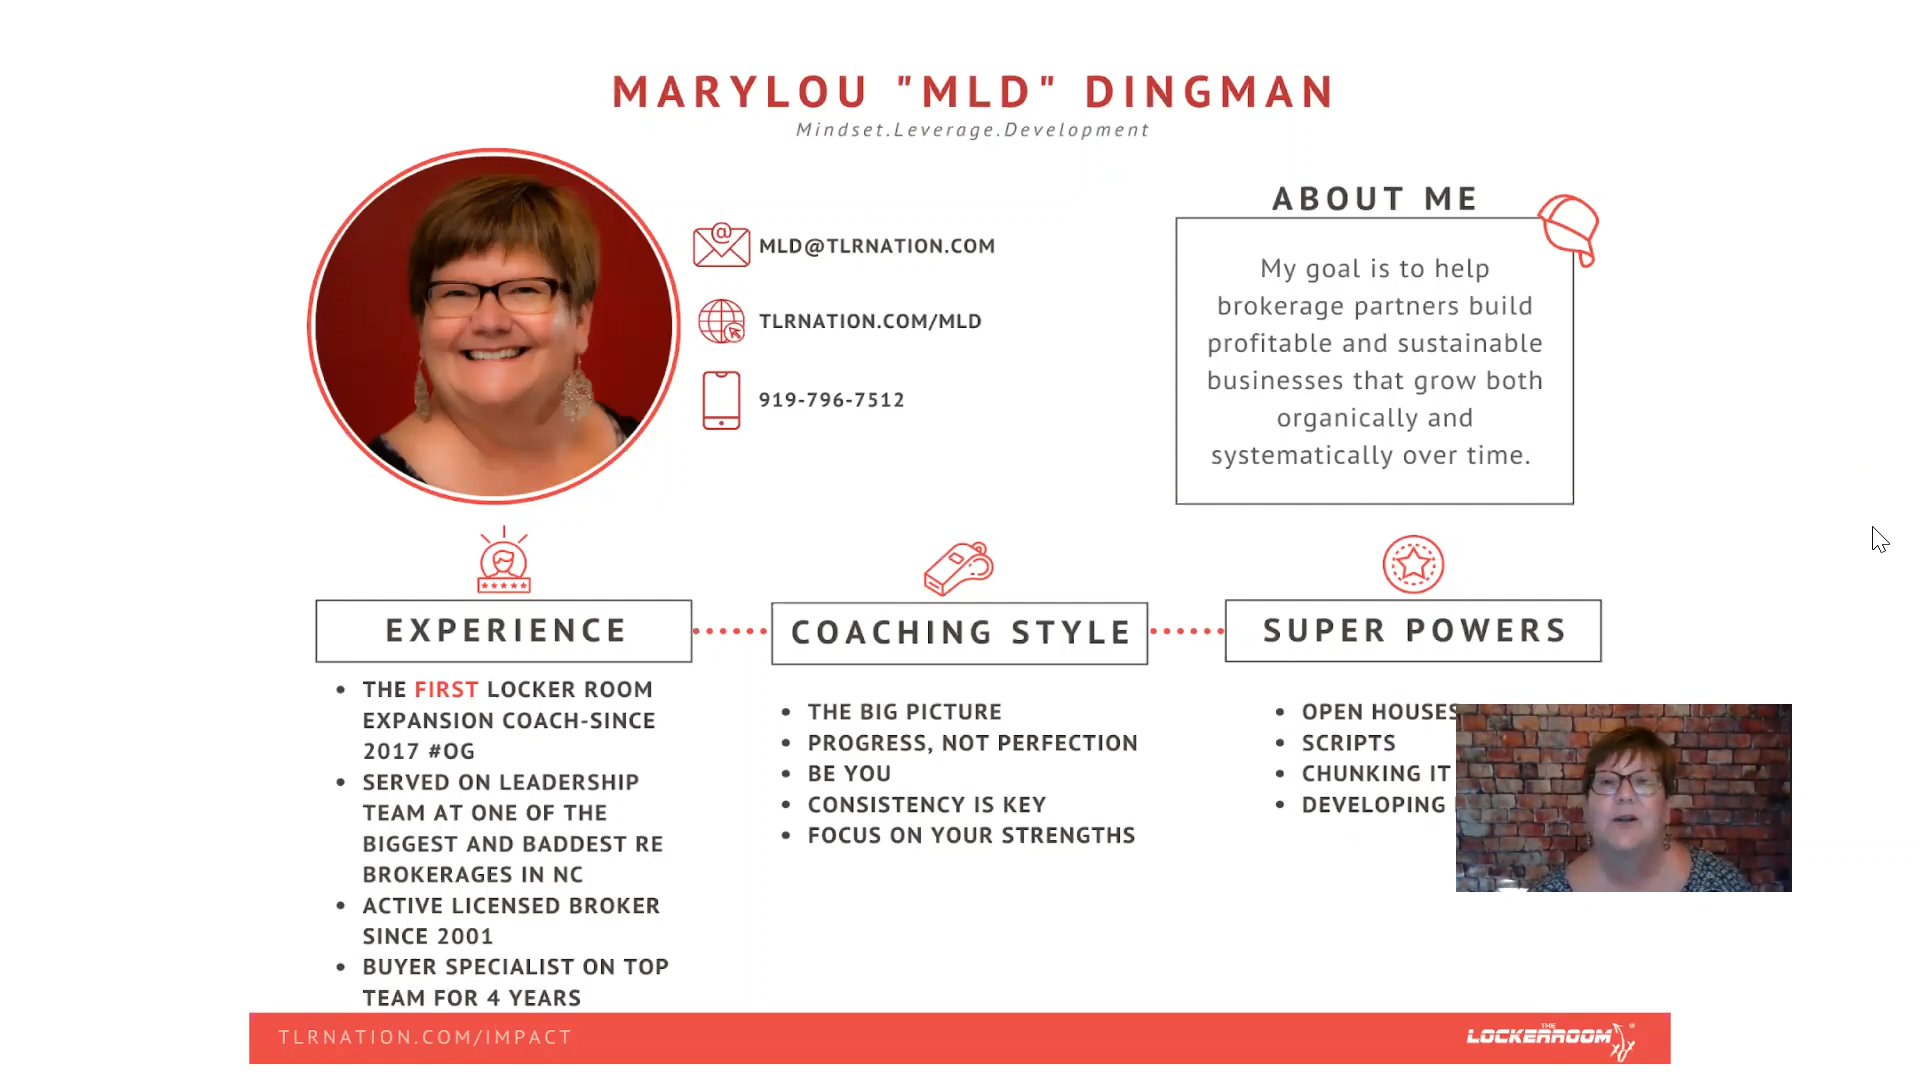 MARYLOU "MLD" DINGMAN
Mindset.Leverage.Development
MLD@TLRNATION.COM
TLRNATION.COM/MLD
919-796-7512
ABOUT ME
My goal is to help
brokerage partners build
profitable and sustainable
businesses that grow both
organically and
systematically over time.
EXPERIENCE
• THE FIRST LOCKER ROOM
EXPANSION COACH-SINCE
2017 #OG
• SERVED ON LEADERSHIP
TEAM AT ONE OF THE
BIGGEST AND BADDEST RE
BROKERAGES IN NC
• ACTIVE LICENSED BROKER
SINCE 2001
• BUYER SPECIALIST ON TOP
TEAM FOR 4 YEARS
COACHING STYLE
• THE BIG PICTURE
• PROGRESS, NOT PERFECTION
• BE YOU
• CONSISTENCY IS KEY
• FOCUS ON YOUR STRENGTHS
SUPER POWERS
• OPEN HOUSES
• SCRIPTS
• CHUNKING IT
• DEVELOPING
TLRNATION.COM/IMPACT
THE
LOCKERROOM